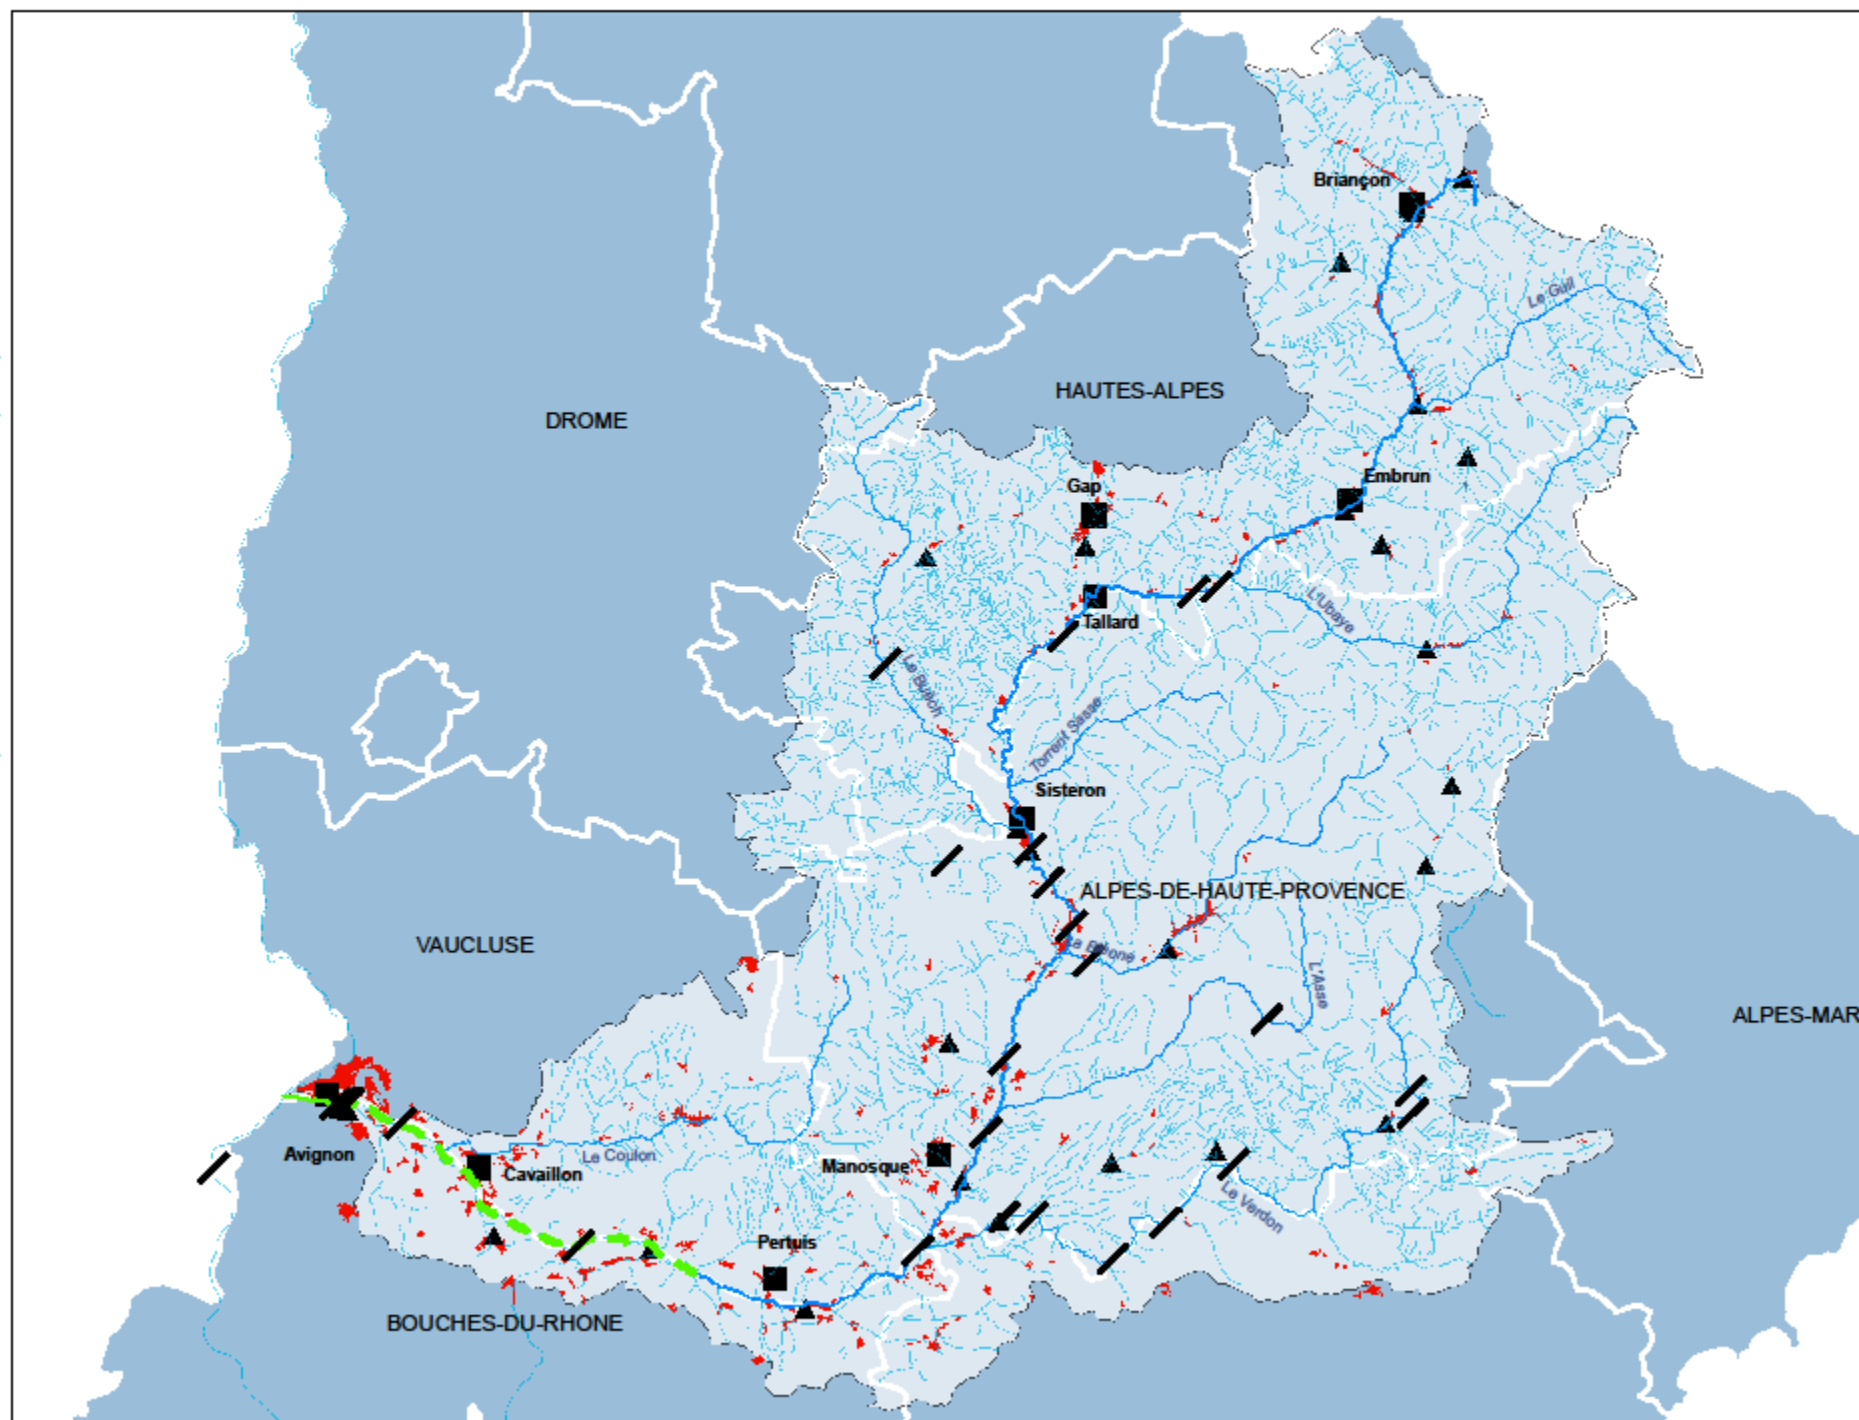 Briançon
Le Guil
HAUTES-ALPES
DROME
Embrun
Gap
L'Ubaye
Tallard
Le Buëch
Torrent Sasse
Sisteron
ALPES-DE-HAUTE-PROVENCE
VAUCLUSE
La Bléone
L'Asse
ALPES-MAR
Avignon
Le Coulon
Manosque
Cavaillon
Le Verdon
Pertuis
BOUCHES-DU-RHONE